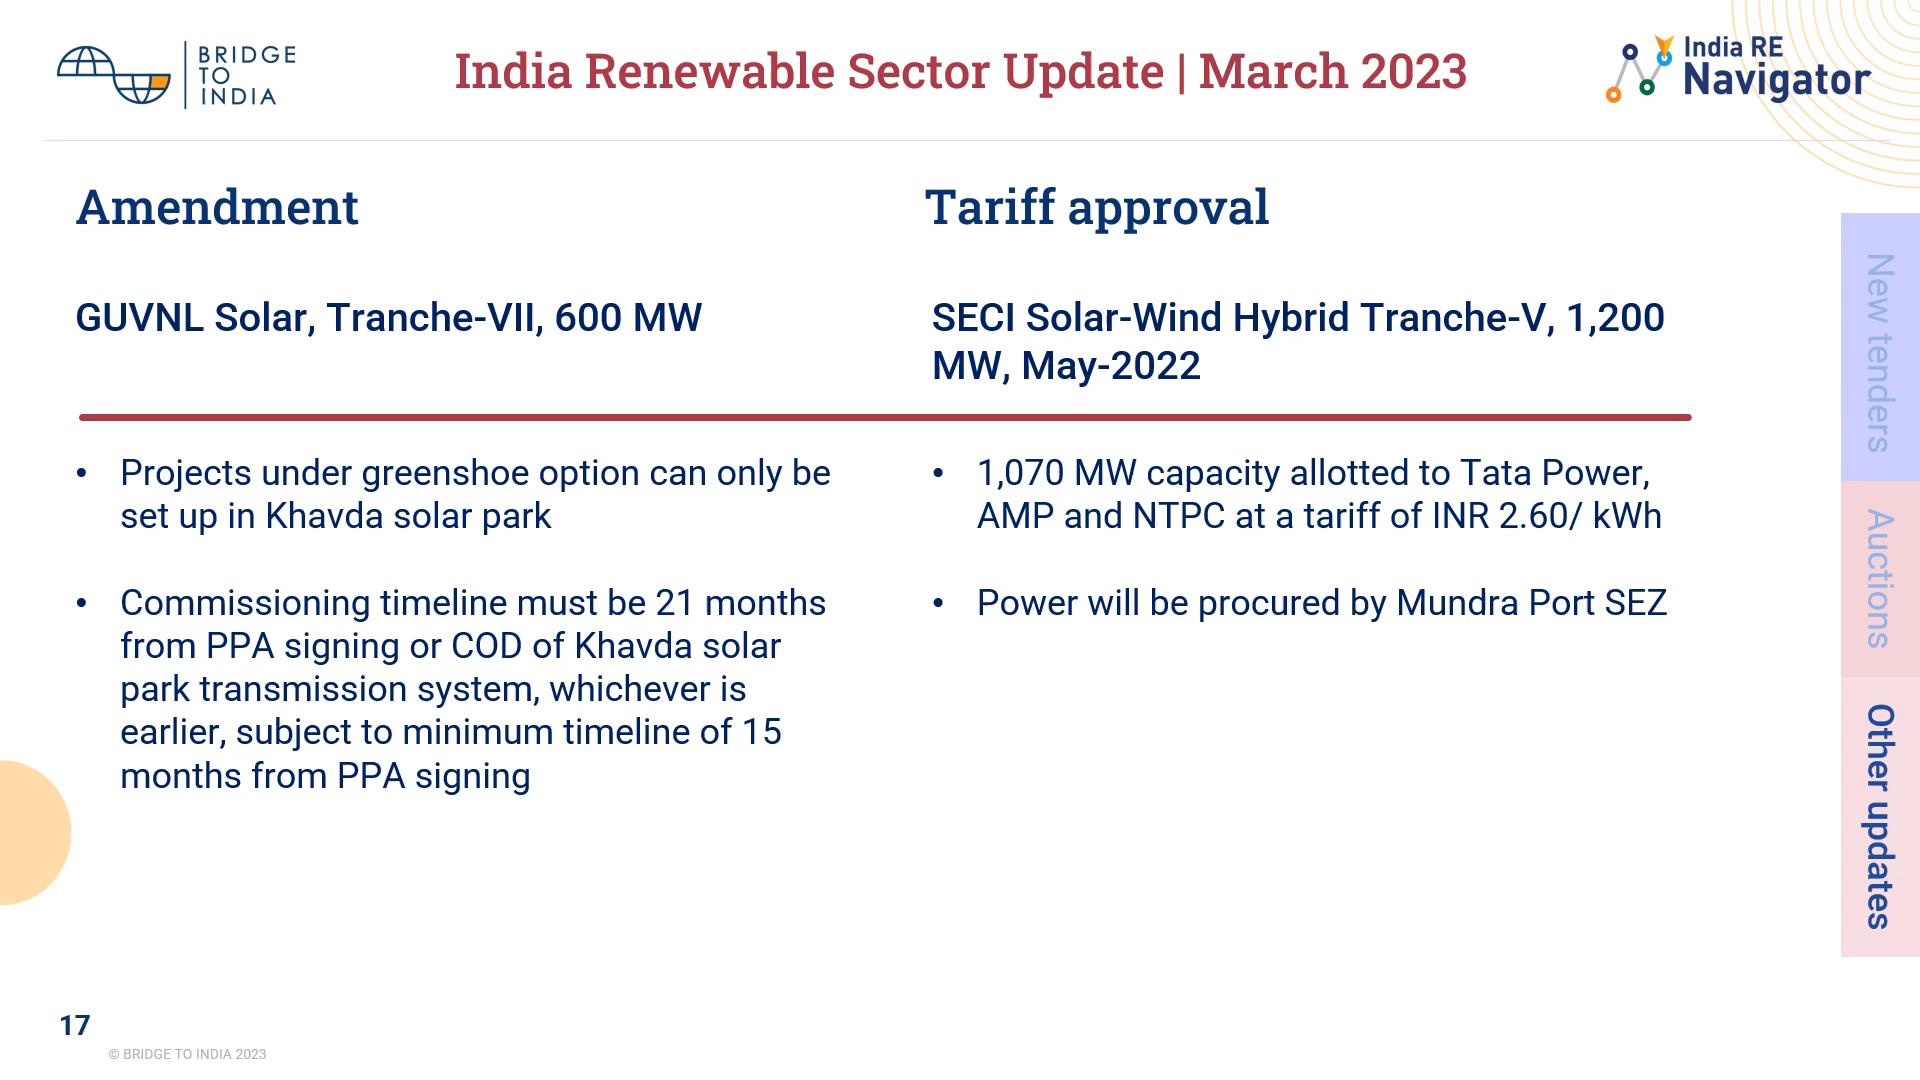 BRIDGE
TO
INDIA
India Renewable Sector Update | March 2023
India RE
Navigator
Amendment
GUVNL Solar, Tranche-VII, 600 MW
Tariff approval
SECI Solar-Wind Hybrid Tranche-V, 1,200
MW, May-2022
• Projects under greenshoe option can only be
set up in Khavda solar park
• Commissioning timeline must be 21 months
from PPA signing or COD of Khavda solar
park transmission system, whichever is
earlier, subject to minimum timeline of 15
months from PPA signing
• 1,070 MW capacity allotted to Tata Power,
AMP and NTPC at a tariff of INR 2.60/ kWh
• Power will be procured by Mundra Port SEZ
New tenders
Auctions
Other updates
17
© BRIDGE TO INDIA 2023